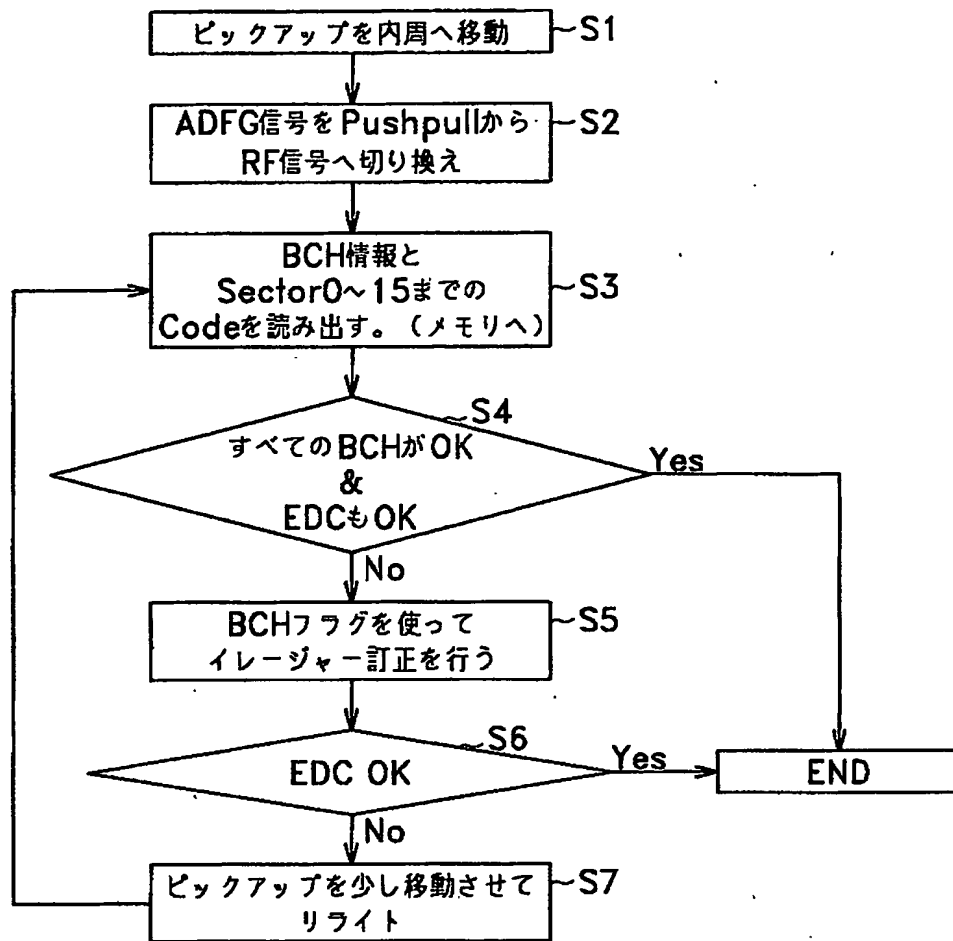 ピックアップを内周へ移動
S1
ADFG信号をPushpullから
RF信号へ切り換え
S2
BCH情報と
Sector0~15までの
Codeを読み出す。(メモリへ)
S3
S4
すべてのBCHがOK
&
EDCもOK
Yes
No
BCHフラグを使って
イレージャー訂正を行う
S5
S6
EDC OK
Yes
END
No
ピックアップを少し移動させて
リライト
S7